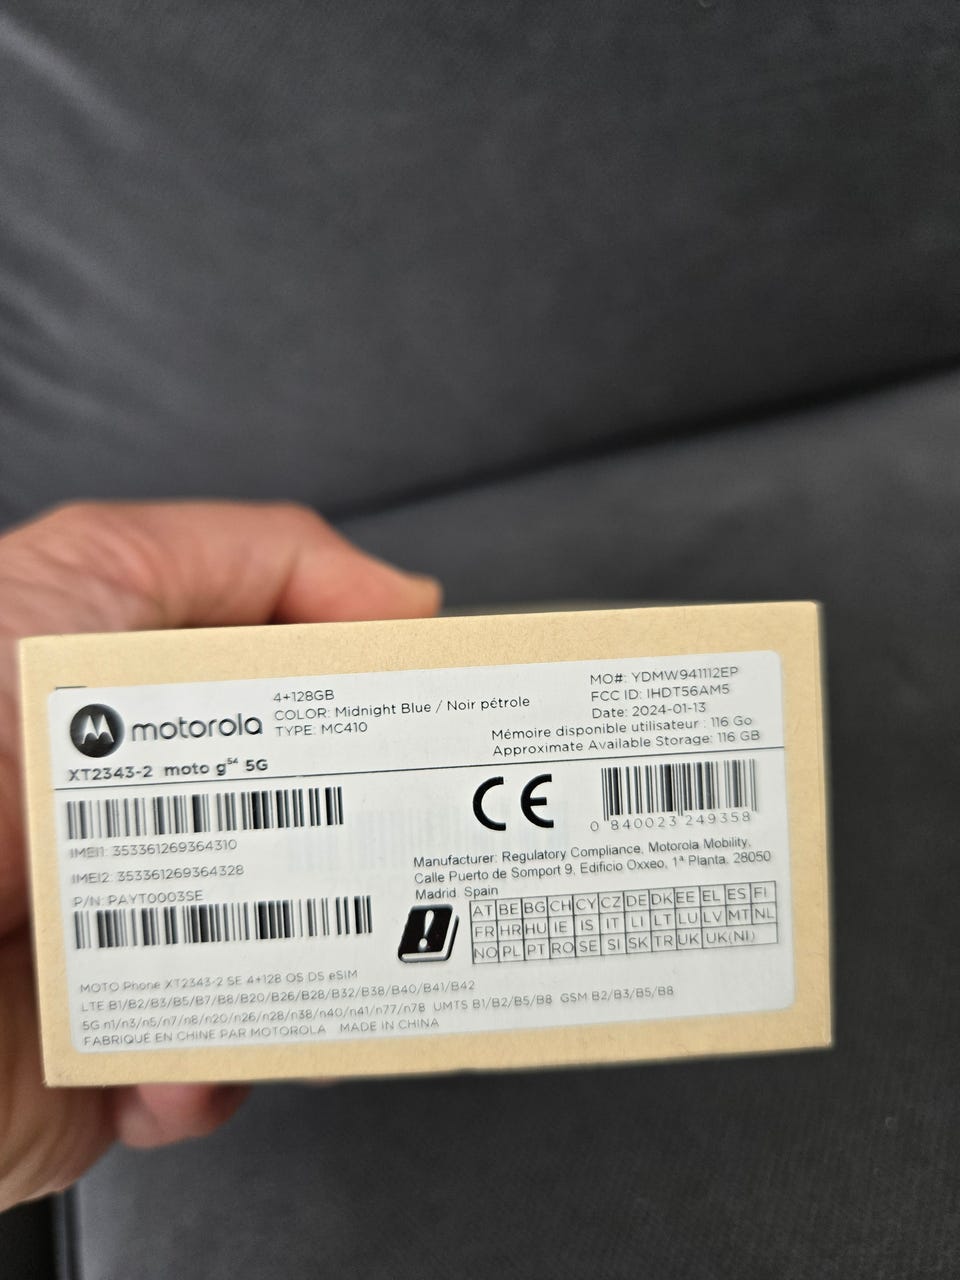 motorola
4+128GB
COLOR: Midnight Blue / Noir pétrole
TYPE: MC410
MO#: YDMW941112EP
FCC ID: IHDT56AM5
Date: 2024-01-13
Mémoire disponible utilisateur : 116 Go
Approximate Available Storage: 116 GB
XT2343-2 moto g54 5G
IMEI1: 353361269364310
IMEI2: 353361269364328
P/N: PAYT0003SE
CE
0 840023 249358
Manufacturer: Regulatory Compliance, Motorola Mobility,
Calle Puerto de Somport 9, Edificio Oxxeo, 1ª Planta, 28050
Madrid Spain
AT BE BG CH CY CZ DE DK EE EL ES FI
FR HR HU IE IS IT LI LT LU LV MT NL
NO PL PT RO SE SI SK TR UK UK(NI)
MOTO Phone XT2343-2 SE 4+128 OS DS eSIM
LTE B1/B2/B3/B5/B7/B8/B20/B26/B28/B32/B38/B40/B41/B42
5G n1/n3/n5/n7/n8/n20/n26/n28/n38/n40/n41/n77/n78 UMTS B1/B2/B5/B8 GSM B2/B3/B5/B8
FABRIQUÉ EN CHINE PAR MOTOROLA MADE IN CHINA